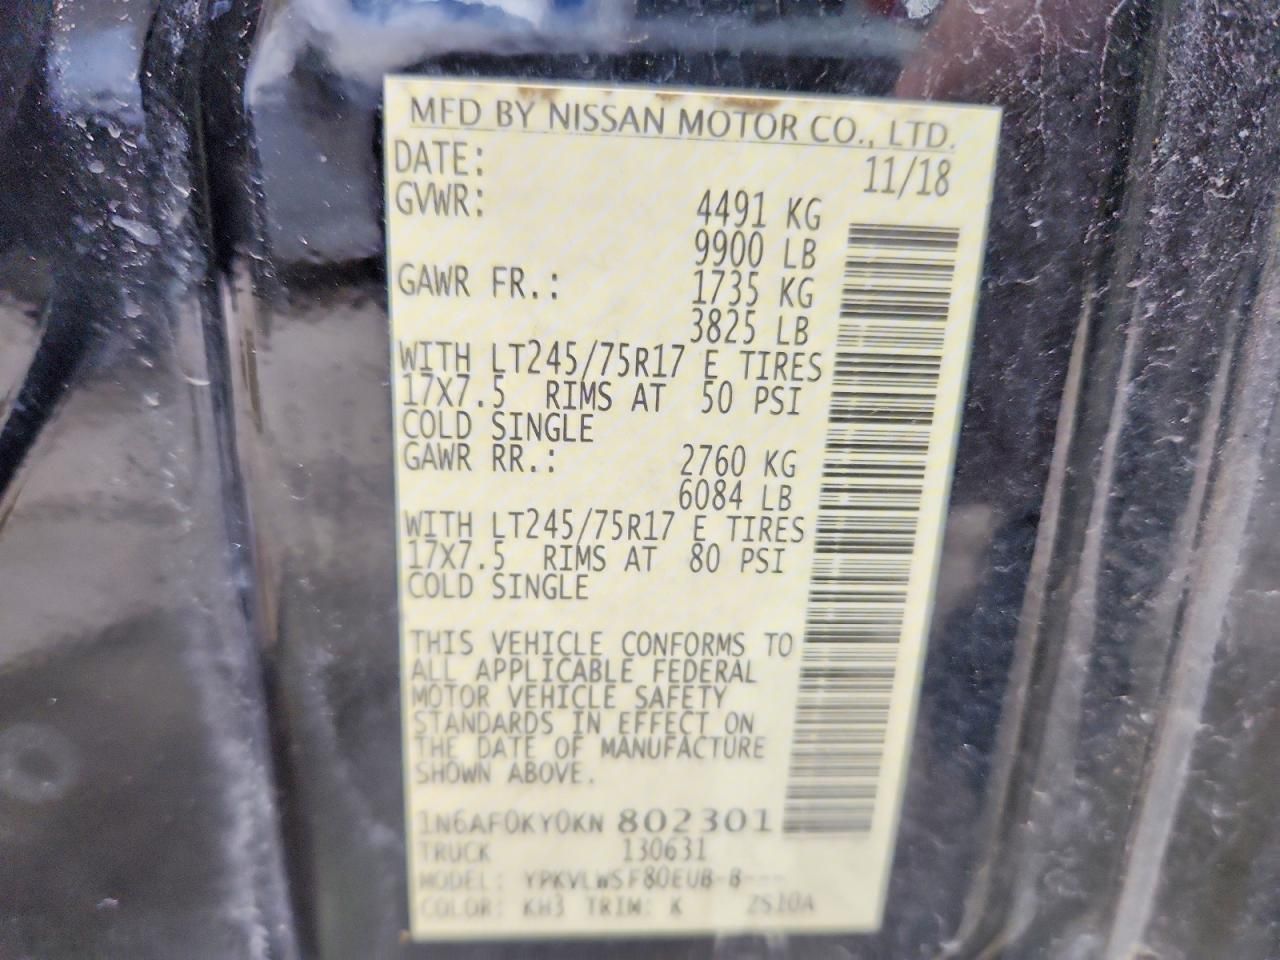 MFD BY NISSAN MOTOR CO., LTD.
DATE: 11/18
GVWR: 4491 KG
9900 LB
GAWR FR.: 1735 KG
3825 LB
WITH LT245/75R17 E TIRES
17X7.5 RIMS AT 50 PSI
COLD SINGLE
GAWR RR.: 2760 KG
6084 LB
WITH LT245/75R17 E TIRES
17X7.5 RIMS AT 80 PSI
COLD SINGLE
THIS VEHICLE CONFORMS TO
ALL APPLICABLE FEDERAL
MOTOR VEHICLE SAFETY
STANDARDS IN EFFECT ON
THE DATE OF MANUFACTURE
SHOWN ABOVE.
1N6AF0KY0KN 802301
TRUCK 130631
MODEL: YPKVLWSF80EUB-8---
COLOR: KH3 TRIM: K 2S10A